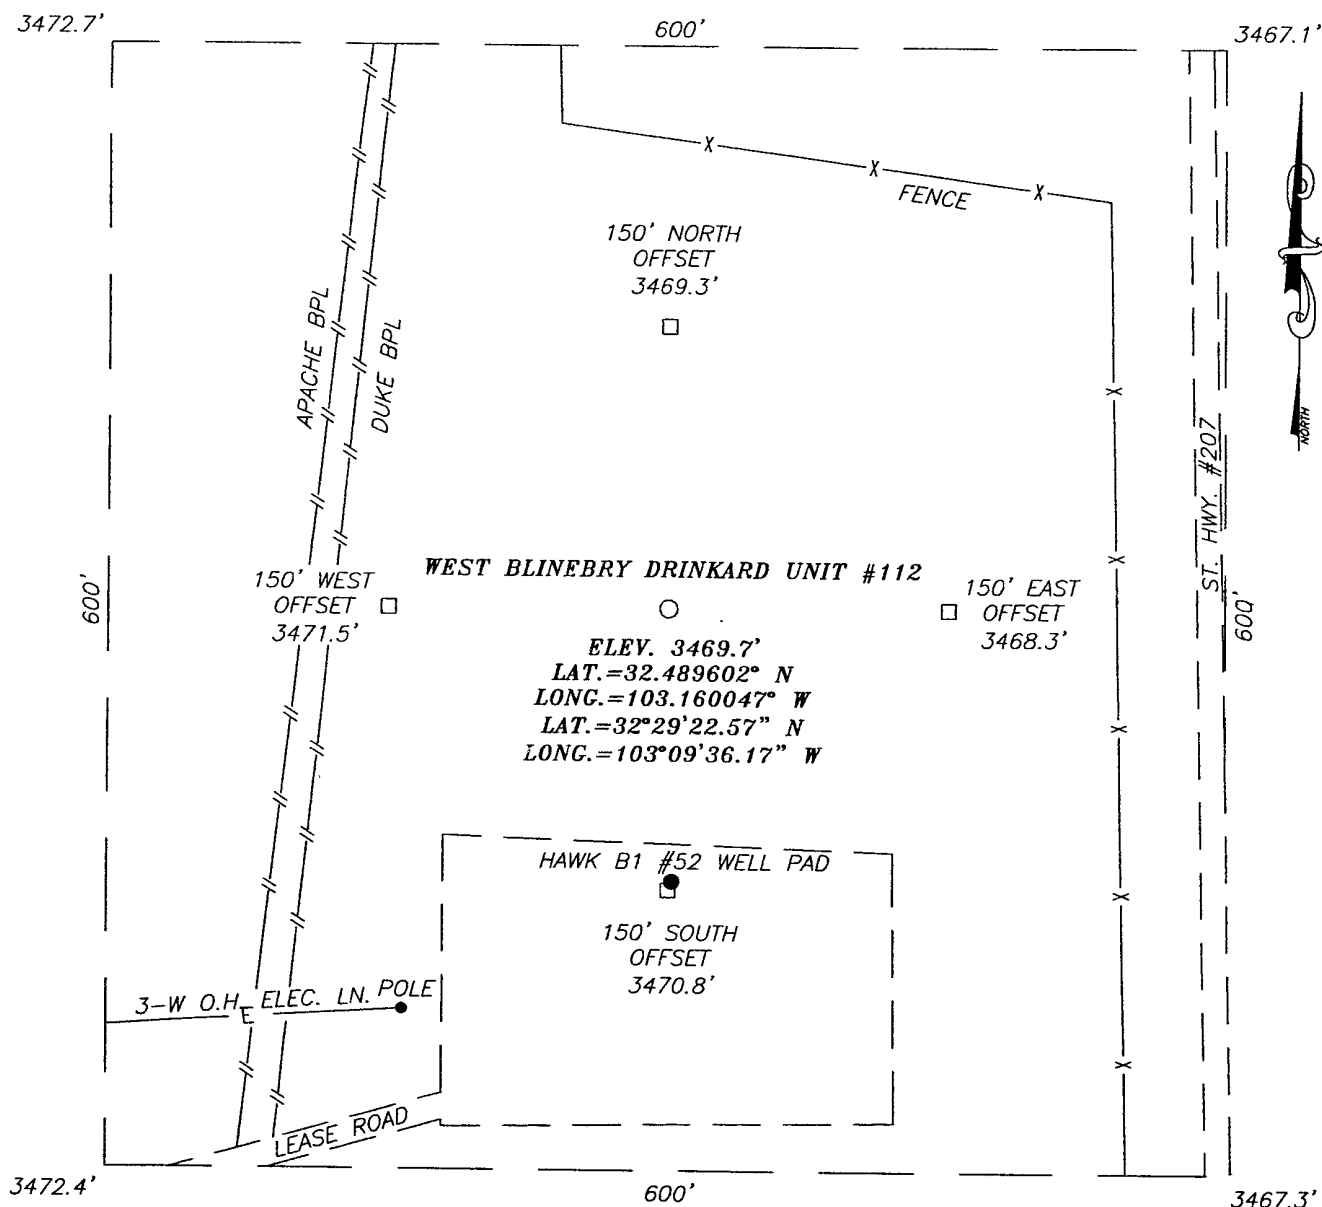 3472.7'
600'
3467.1'
FENCE
150' NORTH
OFFSET
3469.3'
APACHE BPL
DUKE BPL
NORTH
ST. HWY. #207
WEST BLINEBRY DRINKARD UNIT #112
150' WEST
OFFSET
3471.5'
600'
150' EAST
OFFSET
3468.3'
600'
ELEV. 3469.7'
LAT.=32.489602° N
LONG.=103.160047° W
LAT.=32°29'22.57" N
LONG.=103°09'36.17" W
HAWK B1 #52 WELL PAD
150' SOUTH
OFFSET
3470.8'
3-W O.H. ELEC. LN.
POLE
E
LEASE ROAD
3472.4'
600'
3467.3'